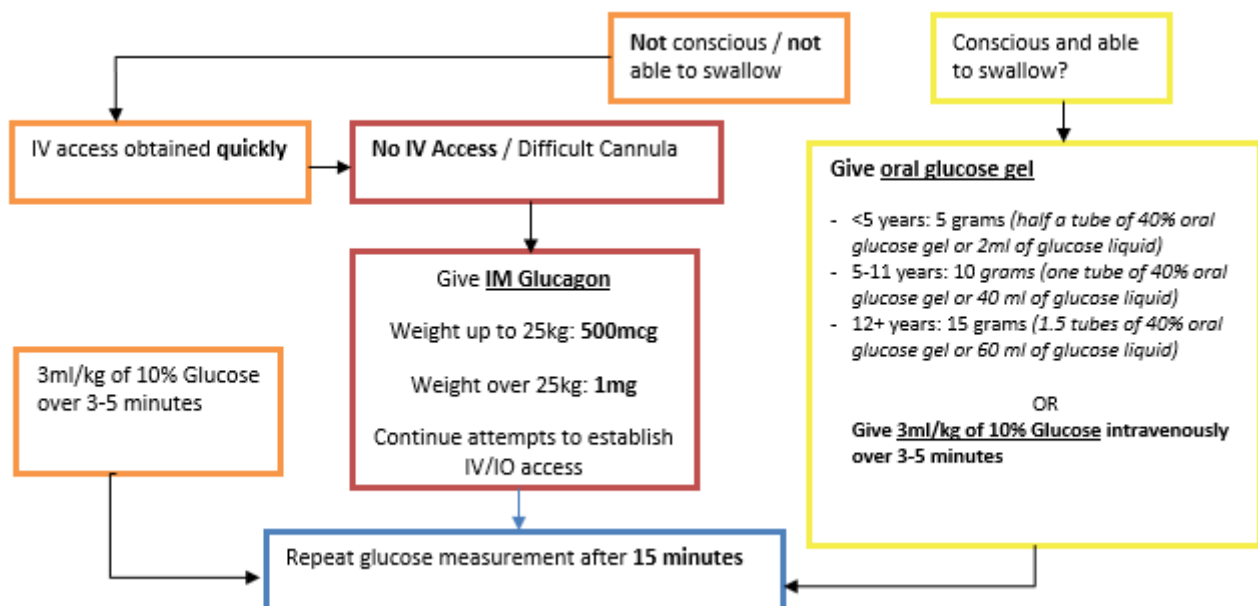 Not conscious / not
able to swallow
Conscious and able
to swallow?
IV access obtained quickly
No IV Access / Difficult Cannula
Give oral glucose gel
- <5 years: 5 grams (half a tube of 40% oral
glucose gel or 2ml of glucose liquid)
- 5-11 years: 10 grams (one tube of 40% oral
glucose gel or 40 ml of glucose liquid)
- 12+ years: 15 grams (1.5 tubes of 40% oral
glucose gel or 60 ml of glucose liquid)
OR
Give 3ml/kg of 10% Glucose intravenously
over 3-5 minutes
Give IM Glucagon
Weight up to 25kg: 500mcg
Weight over 25kg: 1mg
Continue attempts to establish
IV/IO access
3ml/kg of 10% Glucose
over 3-5 minutes
Repeat glucose measurement after 15 minutes